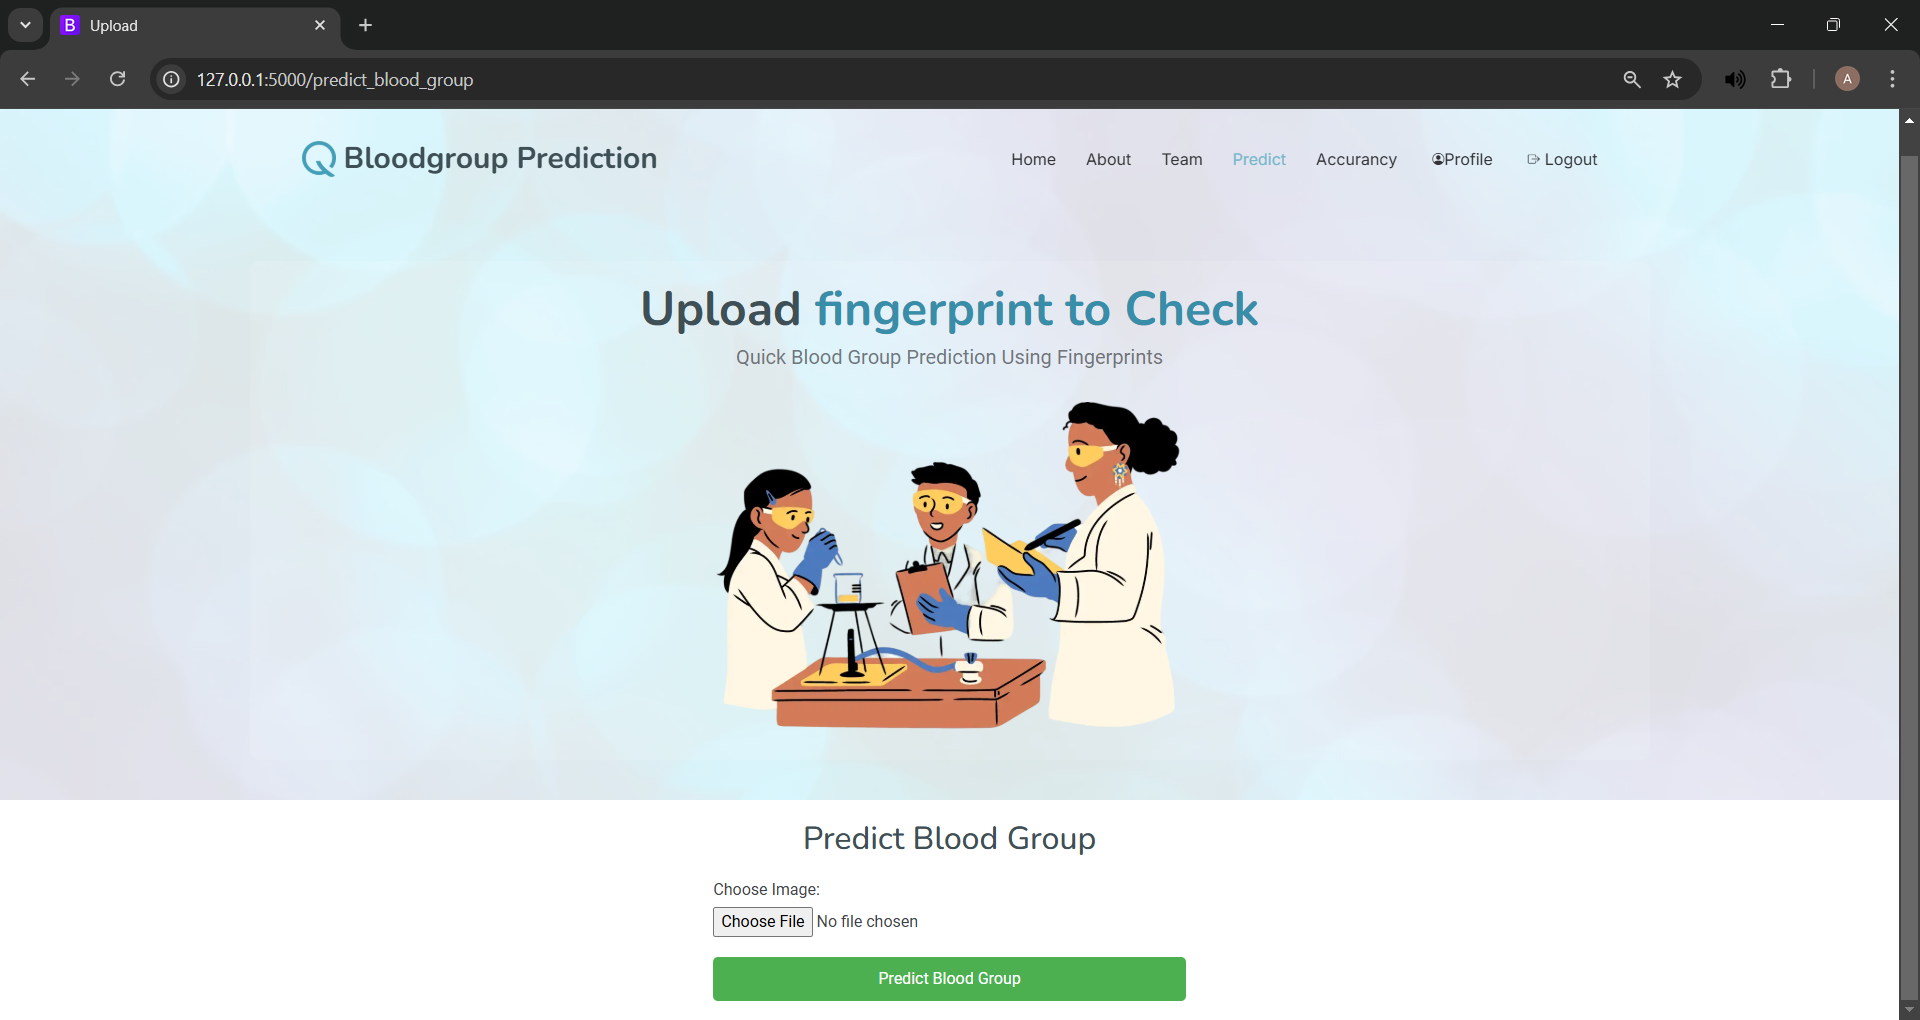 Upload
127.0.0.1:5000/predict_blood_group
A
Bloodgroup Prediction
Home About Team Predict Accurancy Profile Logout
Upload fingerprint to Check
Quick Blood Group Prediction Using Fingerprints
Predict Blood Group
Choose Image:
Choose File No file chosen
Predict Blood Group